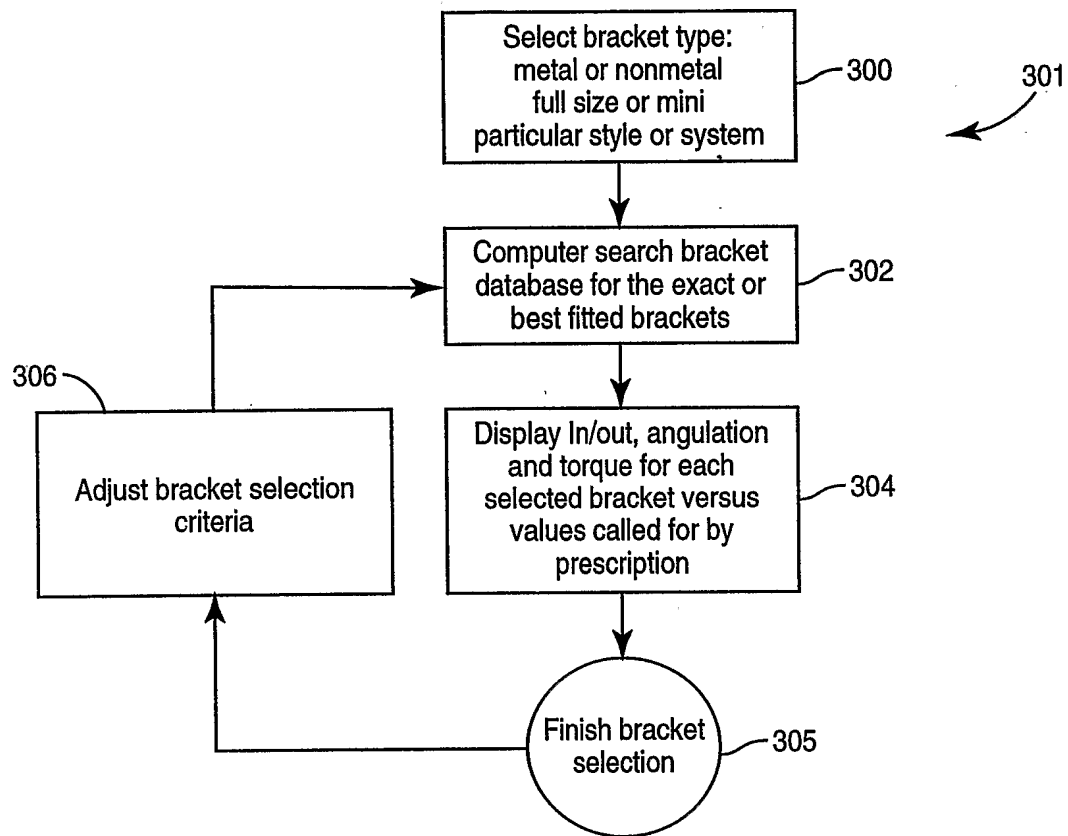 Select bracket type:
metal or nonmetal
full size or mini
particular style or system
300
301
Computer search bracket
database for the exact or
best fitted brackets
302
306
Adjust bracket selection
criteria
Display In/out, angulation
and torque for each
selected bracket versus
values called for by
prescription
304
Finish bracket
selection
305